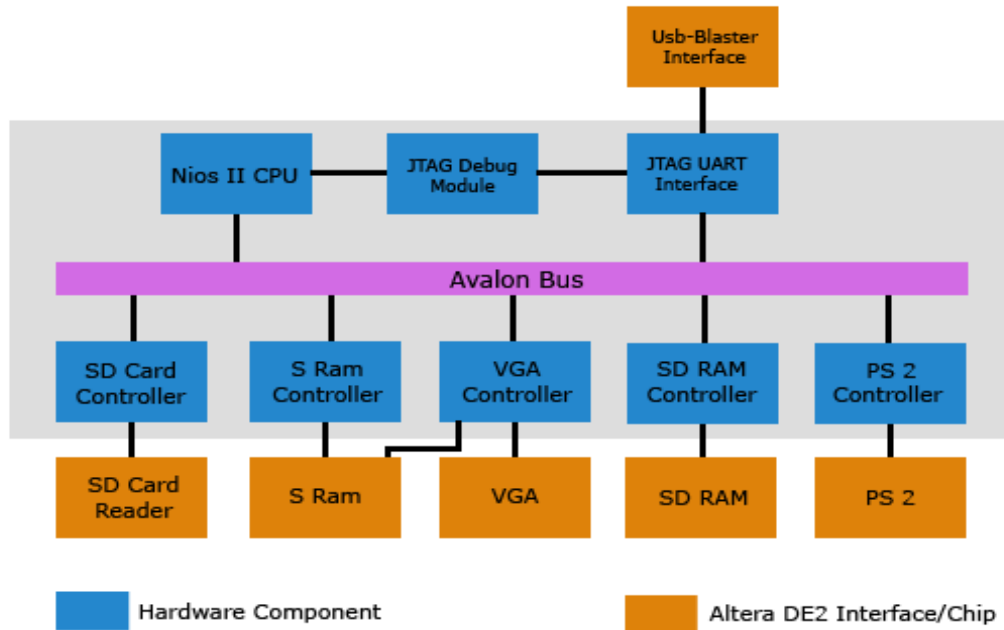 Usb-Blaster
Interface
Nios II CPU
JTAG Debug
Module
JTAG UART
Interface
Avalon Bus
SD Card
Controller
S Ram
Controller
VGA
Controller
SD RAM
Controller
PS 2
Controller
SD Card
Reader
S Ram
VGA
SD RAM
PS 2
Hardware Component
Altera DE2 Interface/Chip